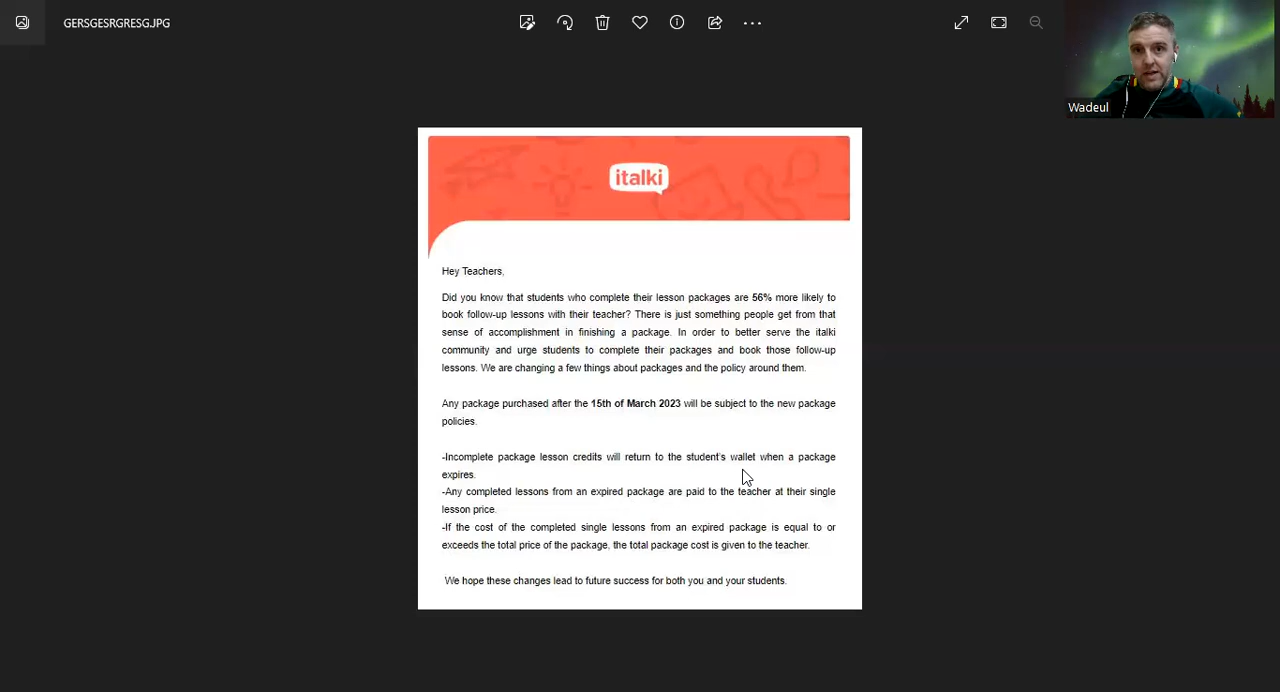 GERSGESRGRESG.JPG
Wadeul
italki
Hey Teachers,
Did you know that students who complete their lesson packages are 56% more likely to
book follow-up lessons with their teacher? There is just something people get from that
sense of accomplishment in finishing a package. In order to better serve the italki
community and urge students to complete their packages and book those follow-up
lessons. We are changing a few things about packages and the policy around them.
Any package purchased after the 15th of March 2023 will be subject to the new package
policies.
-Incomplete package lesson credits will return to the student's wallet when a package
expires.
-Any completed lessons from an expired package are paid to the teacher at their single
lesson price.
-If the cost of the completed single lessons from an expired package is equal to or
exceeds the total price of the package, the total package cost is given to the teacher.
We hope these changes lead to future success for both you and your students.